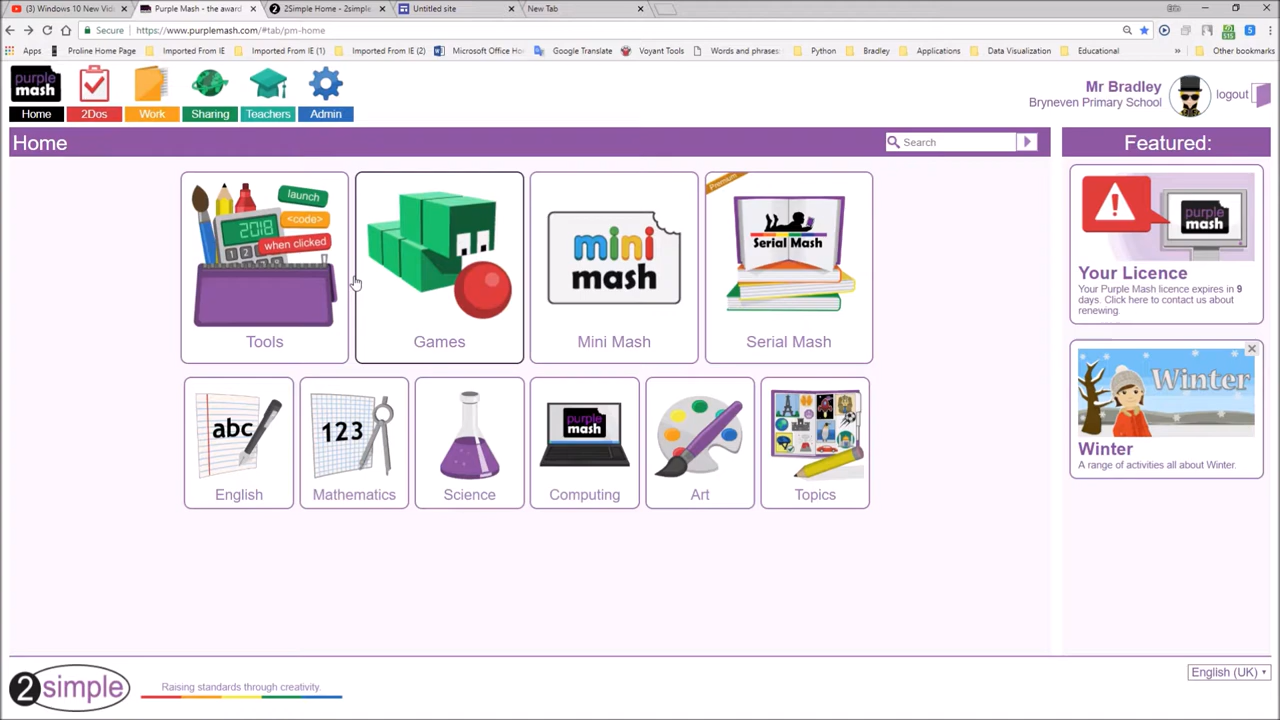 (3) Windows 10 New Vid
Purple Mash - the award
2Simple Home - 2simple
Untitled site
New Tab
Secure
https://www.purplemash.com/#tab/pm-home
Apps
Proline Home Page
Imported From IE
Imported From IE (1)
Imported From IE (2)
Microsoft Office Ho
Google Translate
Voyant Tools
Words and phrases
Python
Bradley
Applications
Data Visualization
Educational
»
Other bookmarks
purple mash
Home
2Dos
Work
Sharing
Teachers
Admin
Mr Bradley
Bryneven Primary School
logout
Home
Search
Featured:
launch
<code>
2018
when clicked
1 2
Tools
Games
mini
mash
Mini Mash
Premium
Serial Mash
Serial Mash
purple
mash
Your Licence
Your Purple Mash licence expires in 9
days. Click here to contact us about
renewing.
Winter
Winter
A range of activities all about Winter.
abc
English
123
Mathematics
Science
purple
mash
Computing
Art
Topics
2simple
Raising standards through creativity.
English (UK)